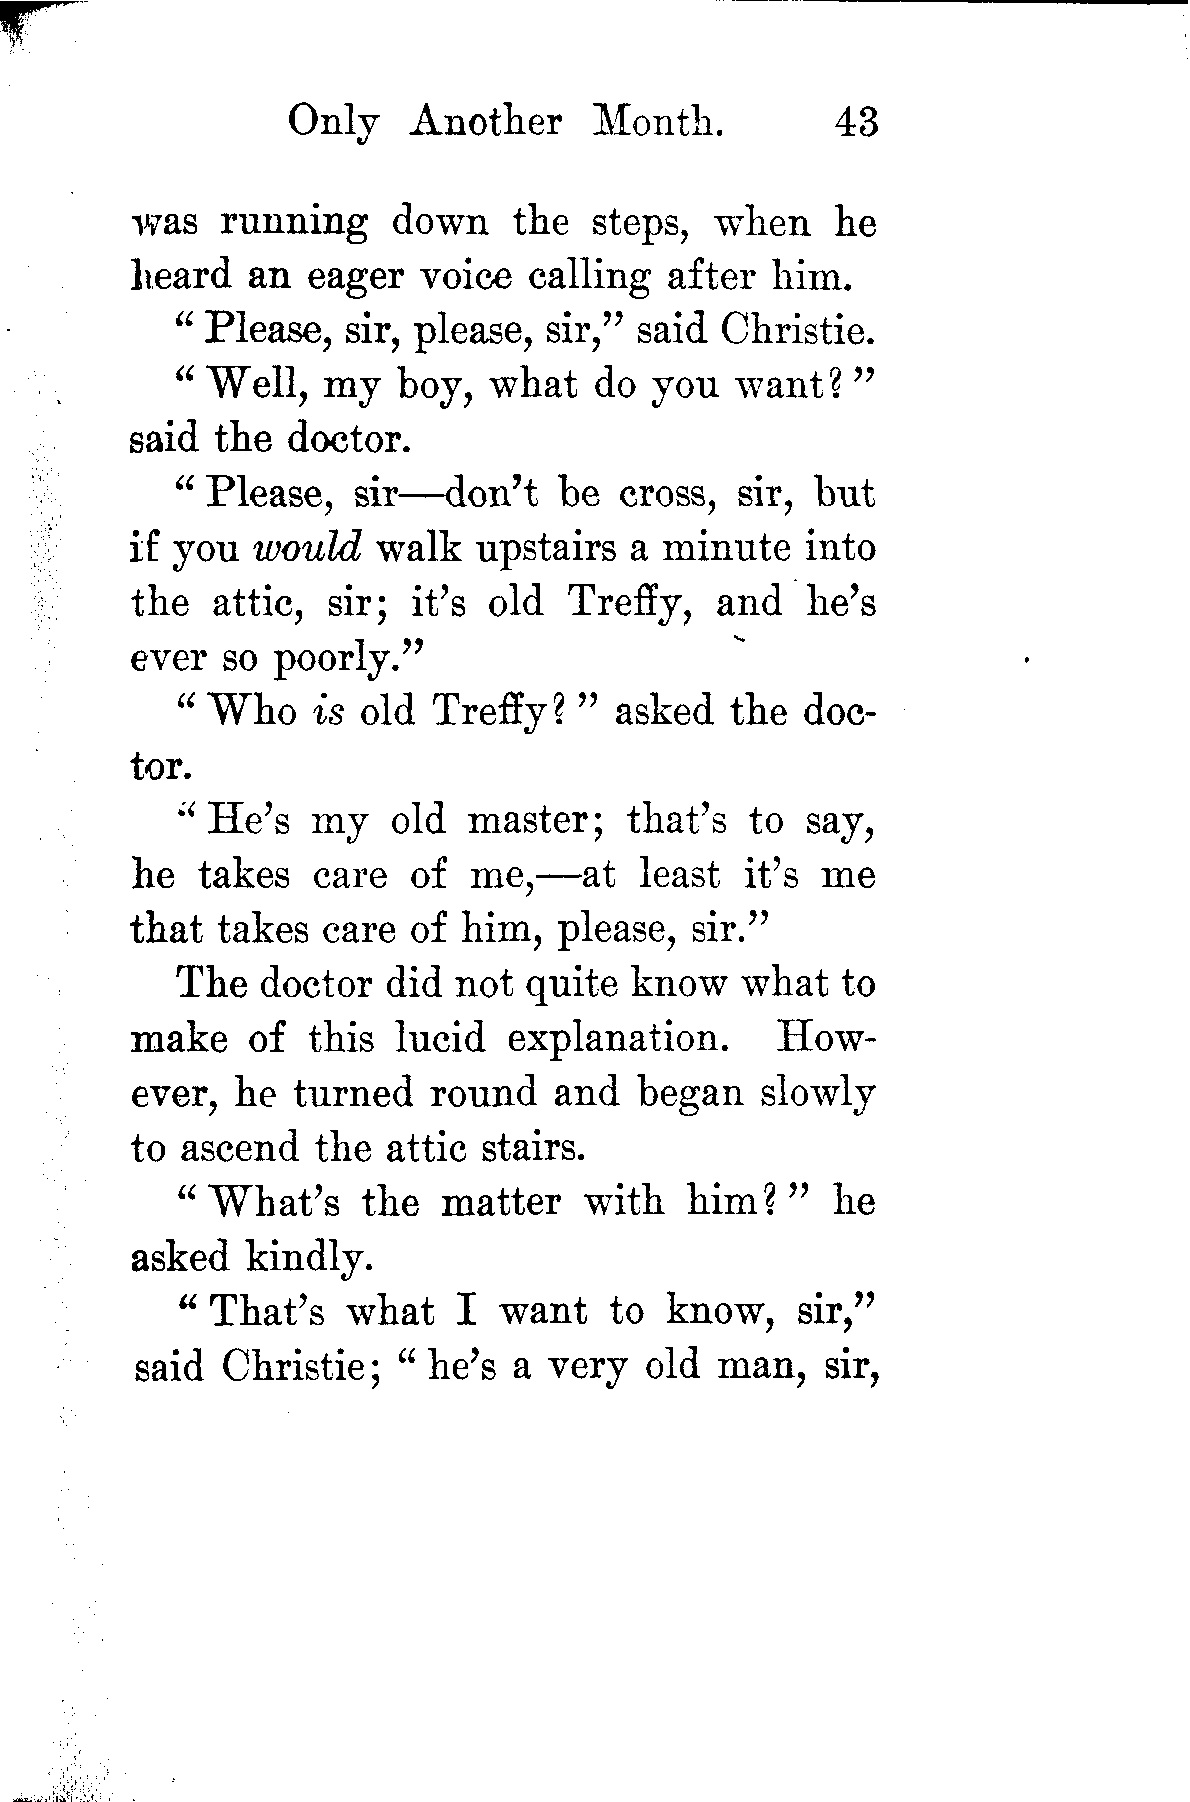 Only Another Month. 43
was running down the steps, when he
heard an eager voice calling after him.
“ Please, sir, please, sir,” said Christie.
“ Well, my boy, what do you want? ”
said the doctor.
“ Please, sir—don’t be cross, sir, but
if you would walk upstairs a minute into
the attic, sir; it’s old Treffy, and he’s
ever so poorly.”
“ Who is old Treffy? ” asked the doc-
tor.
“ He’s my old master; that’s to say,
he takes care of me,—at least it’s me
that takes care of him, please, sir.”
The doctor did not quite know what to
make of this lucid explanation. How-
ever, he turned round and began slowly
to ascend the attic stairs.
“ What’s the matter with him? ” he
asked kindly.
“ That’s what I want to know, sir,”
said Christie; “ he’s a very old man, sir,